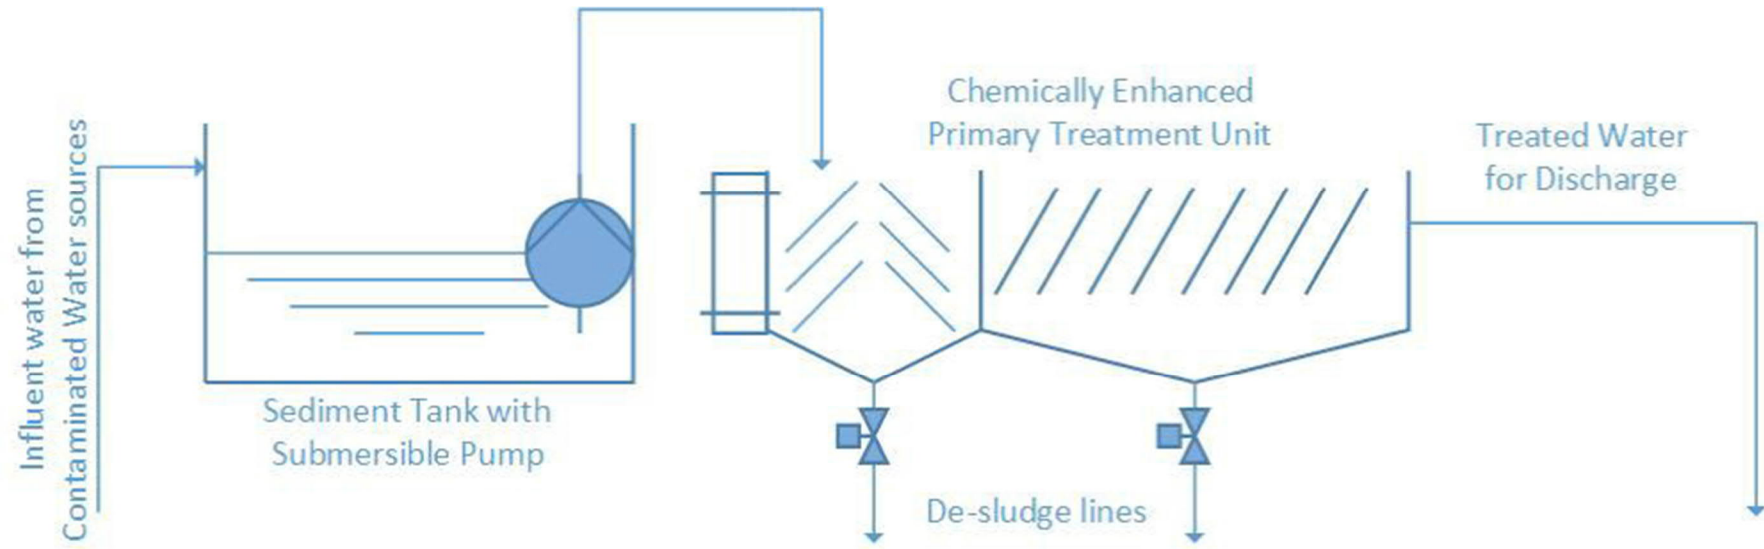 Influent water from
Contaminated Water sources
Sediment Tank with
Submersible Pump
Chemically Enhanced
Primary Treatment Unit
Treated Water
for Discharge
De-sludge lines